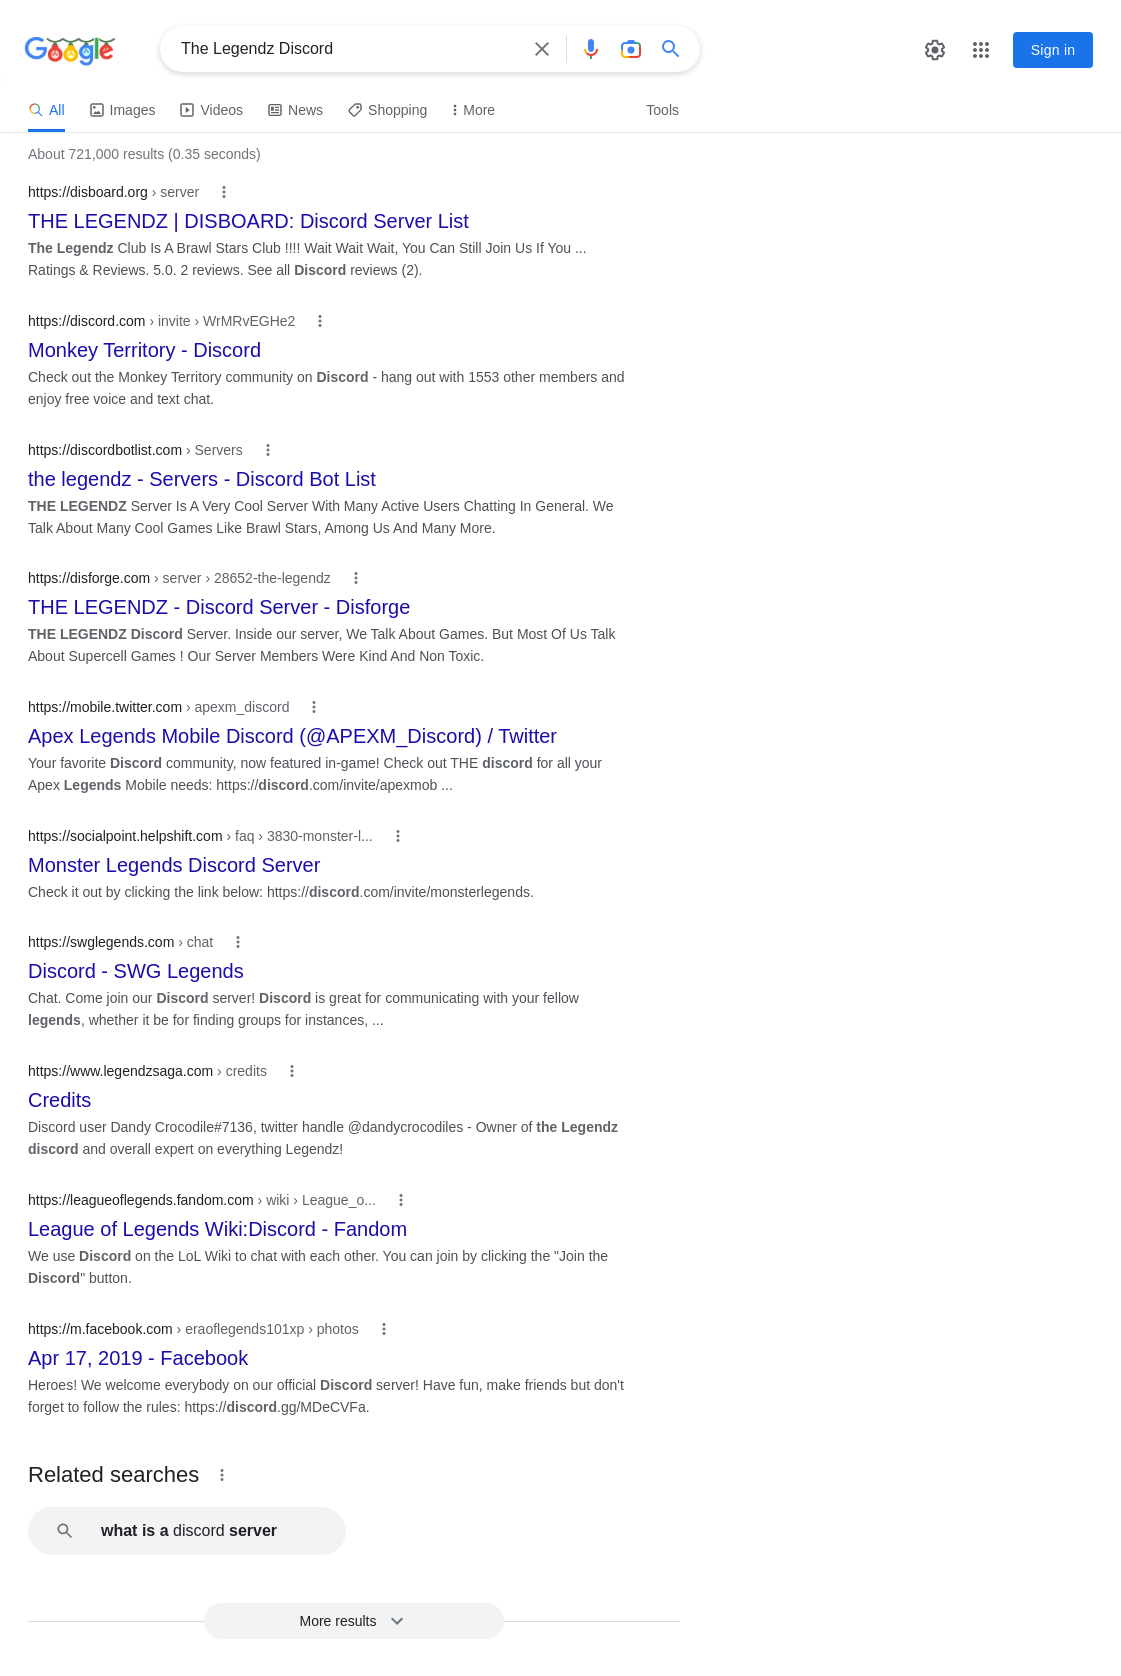 Google
The Legendz Discord
Sign in
All Images Videos News Shopping More Tools
About 721,000 results (0.35 seconds)
https://disboard.org › server
THE LEGENDZ | DISBOARD: Discord Server List
The Legendz Club Is A Brawl Stars Club !!!! Wait Wait Wait, You Can Still Join Us If You ...
Ratings & Reviews. 5.0. 2 reviews. See all Discord reviews (2).
https://discord.com › invite › WrMRvEGHe2
Monkey Territory - Discord
Check out the Monkey Territory community on Discord - hang out with 1553 other members and
enjoy free voice and text chat.
https://discordbotlist.com › Servers
the legendz - Servers - Discord Bot List
THE LEGENDZ Server Is A Very Cool Server With Many Active Users Chatting In General. We
Talk About Many Cool Games Like Brawl Stars, Among Us And Many More.
https://disforge.com › server › 28652-the-legendz
THE LEGENDZ - Discord Server - Disforge
THE LEGENDZ Discord Server. Inside our server, We Talk About Games. But Most Of Us Talk
About Supercell Games ! Our Server Members Were Kind And Non Toxic.
https://mobile.twitter.com › apexm_discord
Apex Legends Mobile Discord (@APEXM_Discord) / Twitter
Your favorite Discord community, now featured in-game! Check out THE discord for all your
Apex Legends Mobile needs: https://discord.com/invite/apexmob ...
https://socialpoint.helpshift.com › faq › 3830-monster-l...
Monster Legends Discord Server
Check it out by clicking the link below: https://discord.com/invite/monsterlegends.
https://swglegends.com › chat
Discord - SWG Legends
Chat. Come join our Discord server! Discord is great for communicating with your fellow
legends, whether it be for finding groups for instances, ...
https://www.legendzsaga.com › credits
Credits
Discord user Dandy Crocodile#7136, twitter handle @dandycrocodiles - Owner of the Legendz
discord and overall expert on everything Legendz!
https://leagueoflegends.fandom.com › wiki › League_o...
League of Legends Wiki:Discord - Fandom
We use Discord on the LoL Wiki to chat with each other. You can join by clicking the "Join the
Discord" button.
https://m.facebook.com › eraoflegends101xp › photos
Apr 17, 2019 - Facebook
Heroes! We welcome everybody on our official Discord server! Have fun, make friends but don't
forget to follow the rules: https://discord.gg/MDeCVFa.
Related searches
what is a discord server
More results